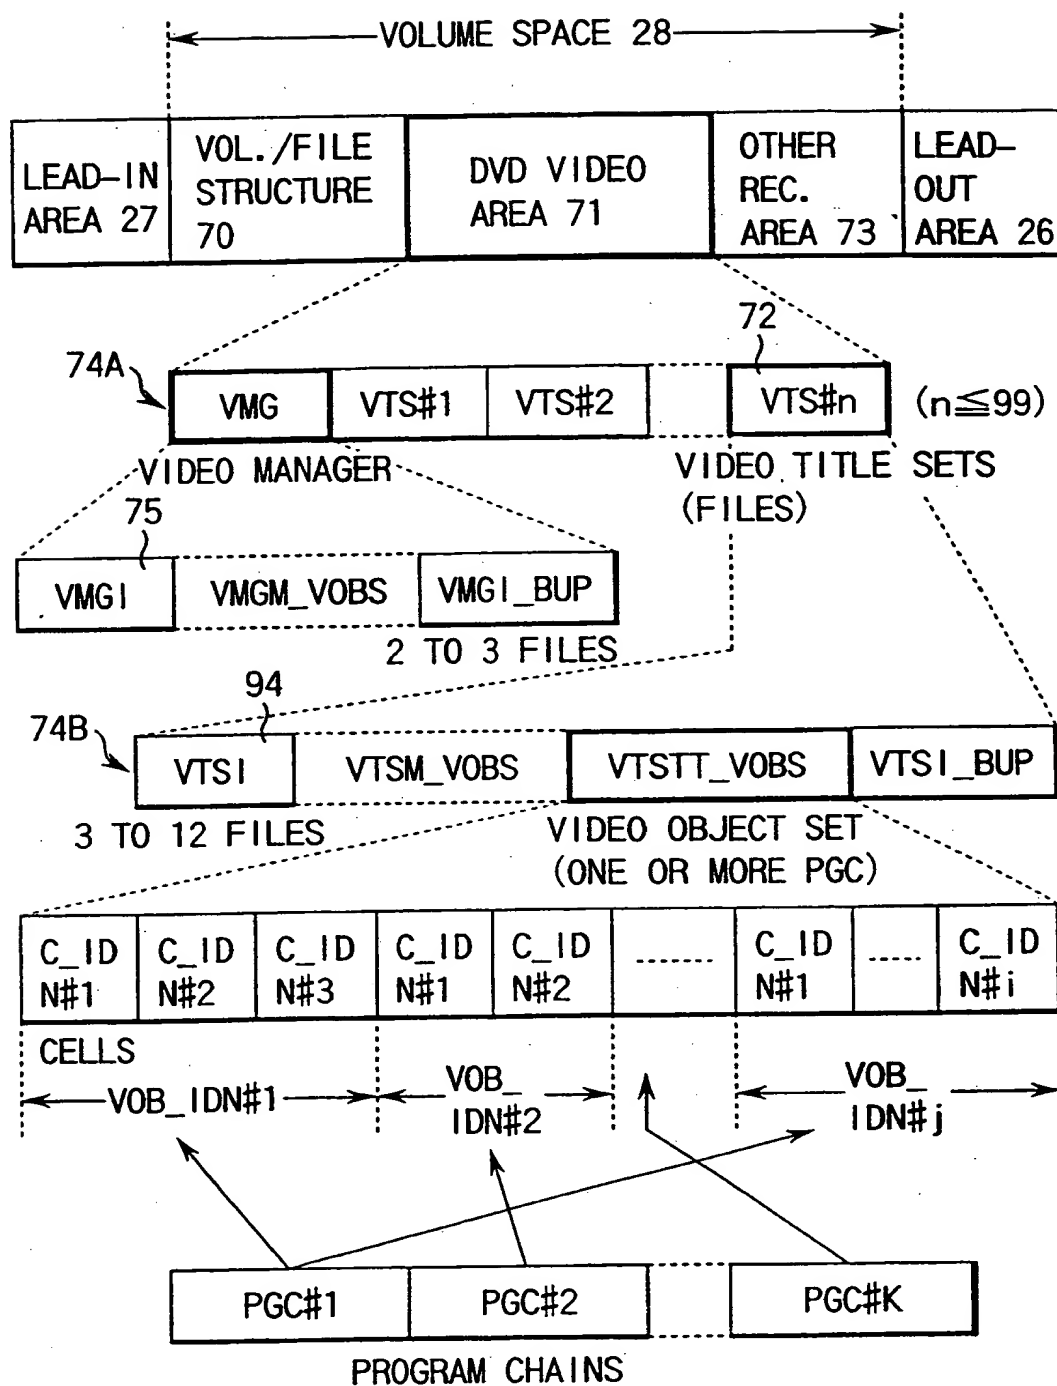 VOLUME SPACE 28
LEAD-IN
AREA 27
VOL./FILE
STRUCTURE
70
DVD VIDEO
AREA 71
OTHER
REC.
AREA 73
LEAD-
OUT
AREA 26
72
74A
VMG
VTS#1
VTS#2
VTS#n
(n≦99)
VIDEO MANAGER
VIDEO TITLE SETS
(FILES)
75
VMGI
VMGM_VOBS
VMGI_BUP
2 TO 3 FILES
94
74B
VTSI
VTSM_VOBS
VTSTT_VOBS
VTSI_BUP
3 TO 12 FILES
VIDEO OBJECT SET
(ONE OR MORE PGC)
C_ID
N#1
C_ID
N#2
C_ID
N#3
C_ID
N#1
C_ID
N#2
C_ID
N#1
C_ID
N#i
CELLS
VOB_IDN#1
VOB_
IDN#2
VOB_
IDN#j
PGC#1
PGC#2
PGC#K
PROGRAM CHAINS